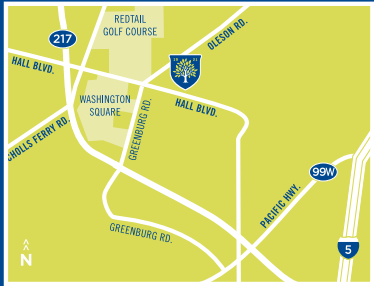 REDTAIL
GOLF COURSE
217
OLESON RD.
HALL BLVD.
WASHINGTON
SQUARE
HALL BLVD.
CHOLLS FERRY RD.
GREENBURG RD.
99W
PACIFIC HWY.
GREENBURG RD.
5
N